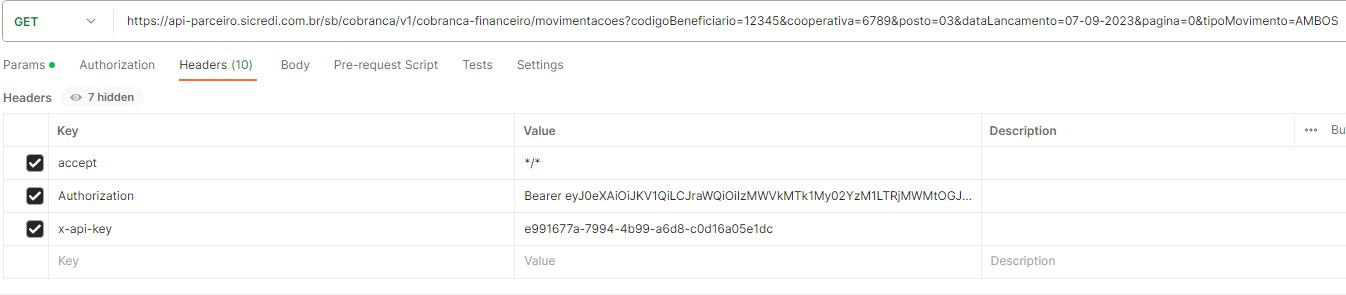 GET https://api-parceiro.sicredi.com.br/sb/cobranca/v1/cobranca-financeiro/movimentacoes?codigoBeneficiario=12345&cooperativa=6789&posto=03&dataLancamento=07-09-2023&pagina=0&tipoMovimento=AMBOS
Params Authorization Headers (10) Body Pre-request Script Tests Settings
Headers 7 hidden
Key Value Description ••• Bu
accept */*
Authorization Bearer eyJ0eXAiOiJKV1QiLCJraWQiOiIzMWVkMTk1My02YzM1LTRjMWMtOGJ...
x-api-key e991677a-7994-4b99-a6d8-c0d16a05e1dc
Key Value Description